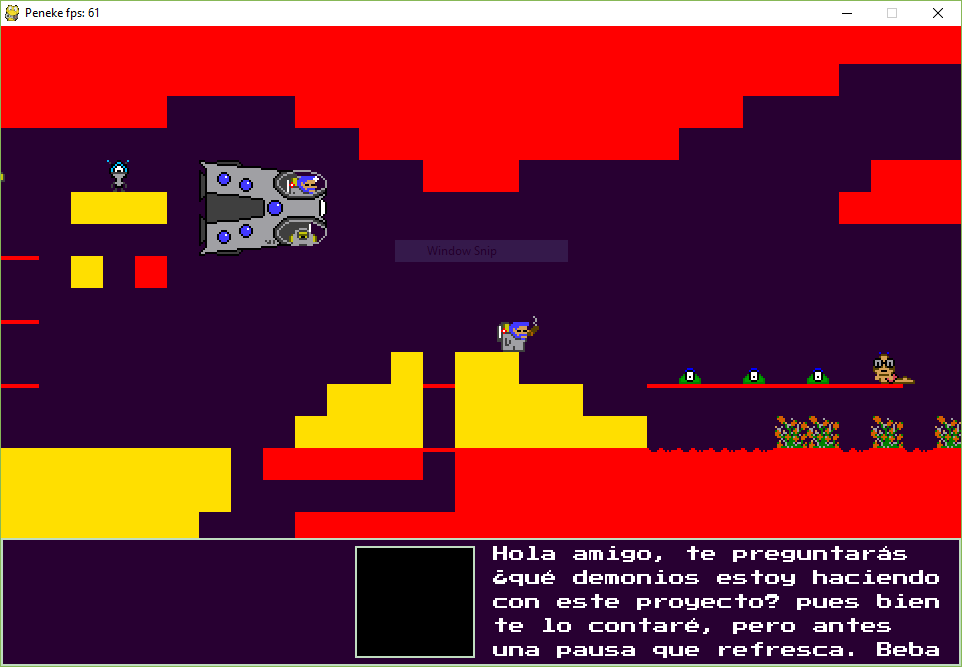 Peneke fps: 61
Window Snip
Hola amigo, te preguntarás
¿qué demonios estoy haciendo
con este proyecto? pues bien
te lo contaré, pero antes
una pausa que refresca. Beba